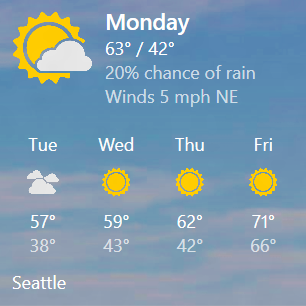 Monday
63° / 42°
20% chance of rain
Winds 5 mph NE
Tue Wed Thu Fri
57° 59° 62° 71°
38° 43° 42° 66°
Seattle